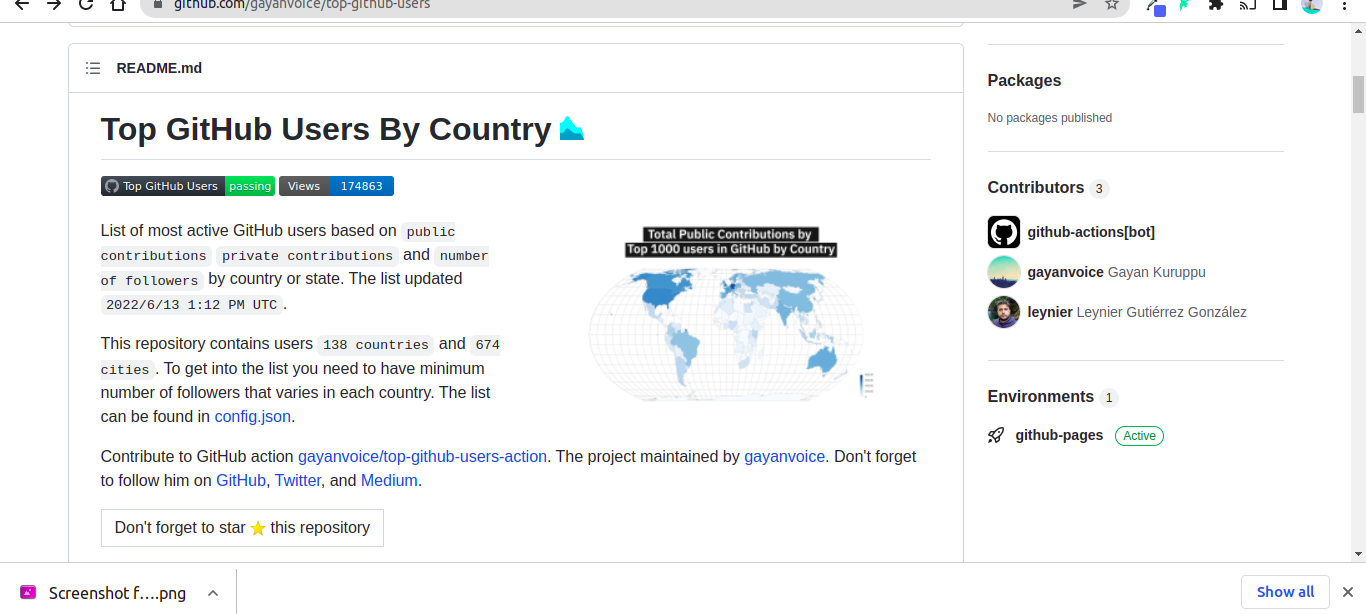 github.com/gayanvoice/top-github-users
README.md
Top GitHub Users By Country
Top GitHub Users passing Views 174863
List of most active GitHub users based on public
contributions private contributions and number
of followers by country or state. The list updated
2022/6/13 1:12 PM UTC.
Total Public Contributions by
Top 1000 users in GitHub by Country
This repository contains users 138 countries and 674
cities. To get into the list you need to have minimum
number of followers that varies in each country. The list
can be found in config.json.
Contribute to GitHub action gayanvoice/top-github-users-action. The project maintained by gayanvoice. Don't forget
to follow him on GitHub, Twitter, and Medium.
Don't forget to star ⭐ this repository
Packages
No packages published
Contributors 3
github-actions[bot]
gayanvoice Gayan Kuruppu
leynier Leynier Gutiérrez González
Environments 1
github-pages Active
Screenshot f….png
Show all